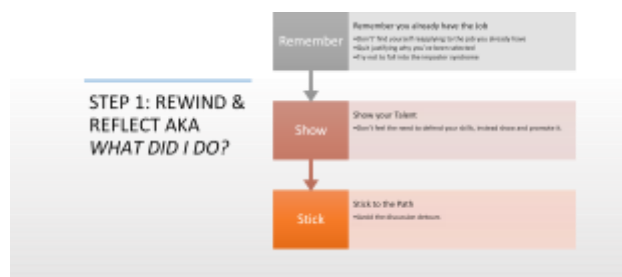 STEP 1: REWIND &
REFLECT AKA
WHAT DID I DO?
Remember
Remember you already have the Job
•Don't find yourself reapplying to the job you already have
•Quit justifying why you've been selected
•Try not to fall into the imposter syndrome
Show
Show your Talent
•Don't feel the need to defend your skills, instead show and promote it.
Stick
Stick to the Path
•Avoid the discussion detours